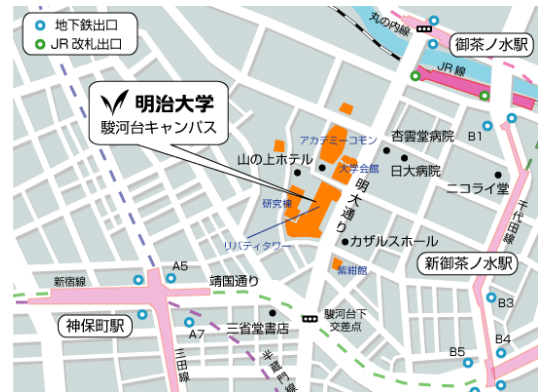 地下鉄出口
JR 改札出口
丸の内線
御茶ノ水駅
JR 線
明治大学
駿河台キャンパス
アカデミーコモン
杏雲堂病院
B1
山の上ホテル
大学会館
日大病院
ニコライ堂
研究棟
明大通り
千代田線
リバティタワー
カザルスホール
新御茶ノ水駅
紫紺館
新宿線
A5
靖国通り
B3
神保町駅
A7
三省堂書店
駿河台下
交差点
三田線
半蔵門線
B5
B4